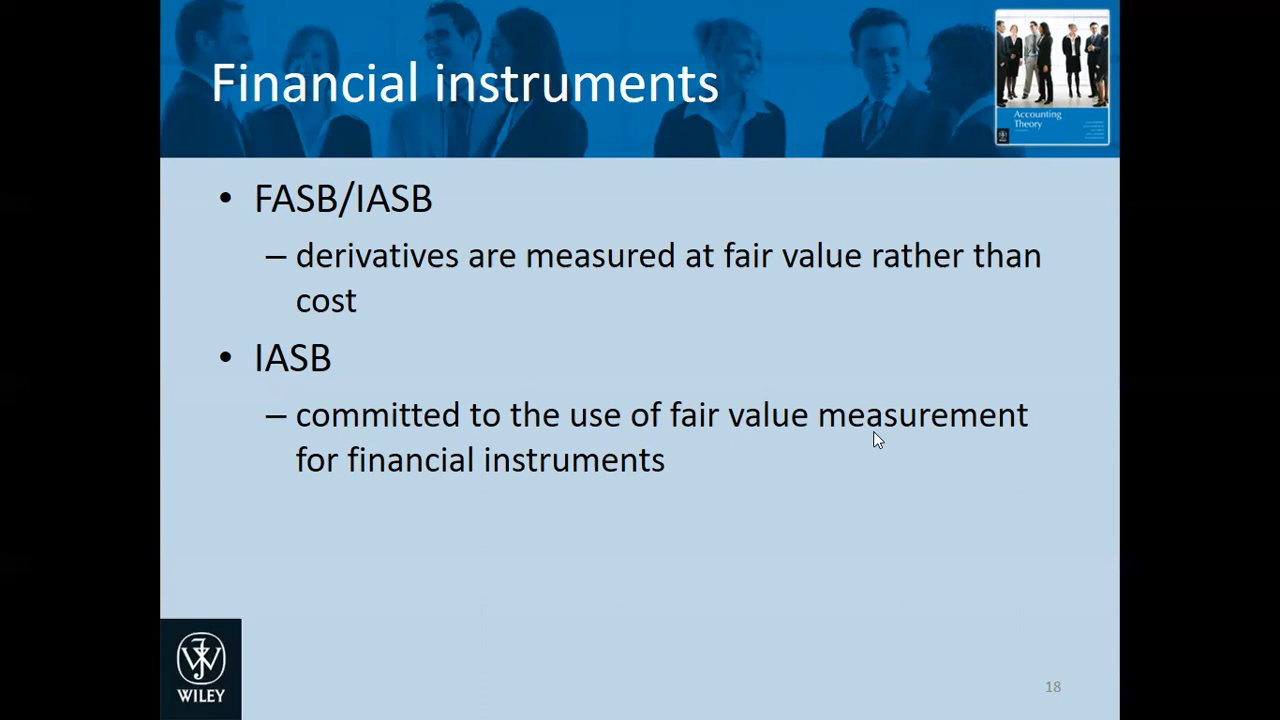 Financial instruments
Accounting
Theory
• FASB/IASB
– derivatives are measured at fair value rather than
cost
• IASB
– committed to the use of fair value measurement
for financial instruments
WILEY
18